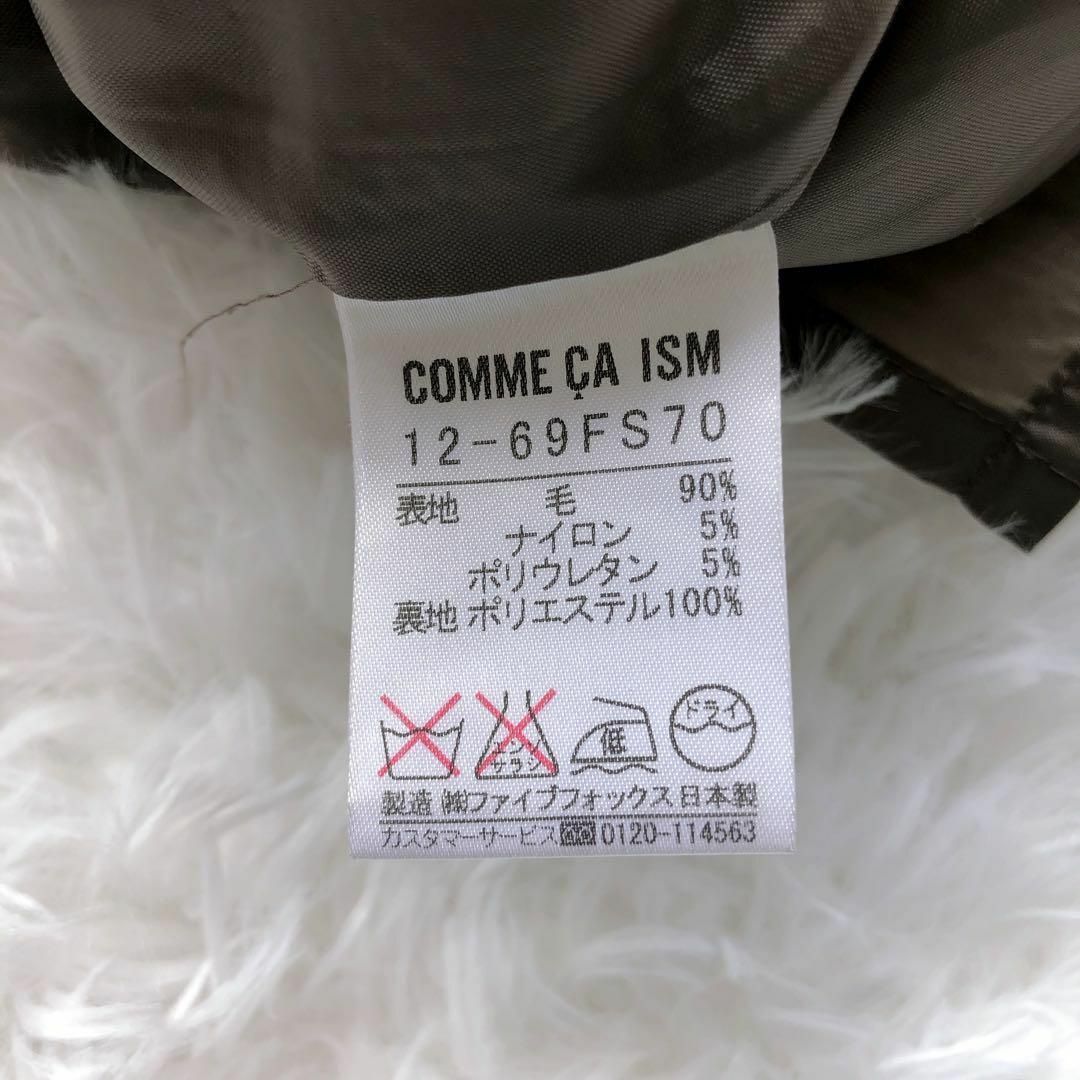 COMME ÇA ISM
12-69FS70
表地 毛 90%
ナイロン 5%
ポリウレタン 5%
裏地 ポリエステル100%
エンソ
サラシ
低
ドライ
製造 ㈱ファイブフォックス 日本製
カスタマーサービス 0120-114563